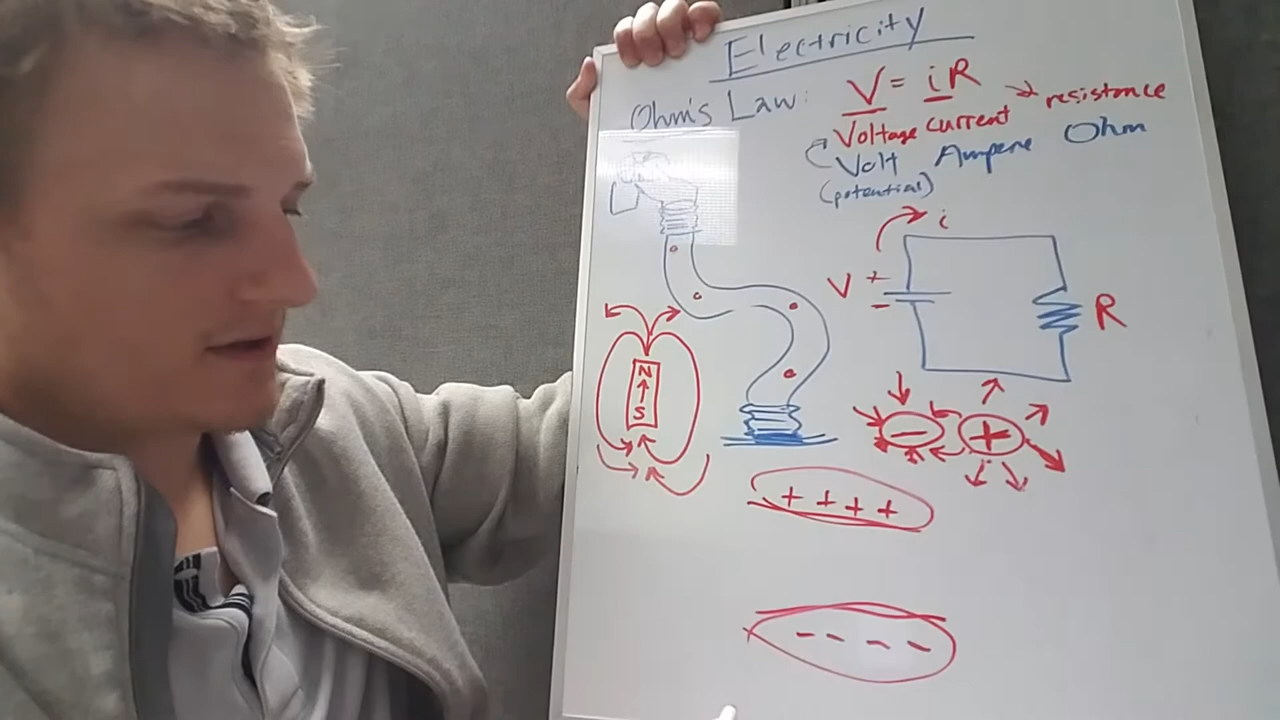 Electricity
Ohm's Law: V = iR → resistance
Voltage current
Volt Ampere Ohm
(potential)
i
V + −
R
N
S
− +
+ + + +
− − − −